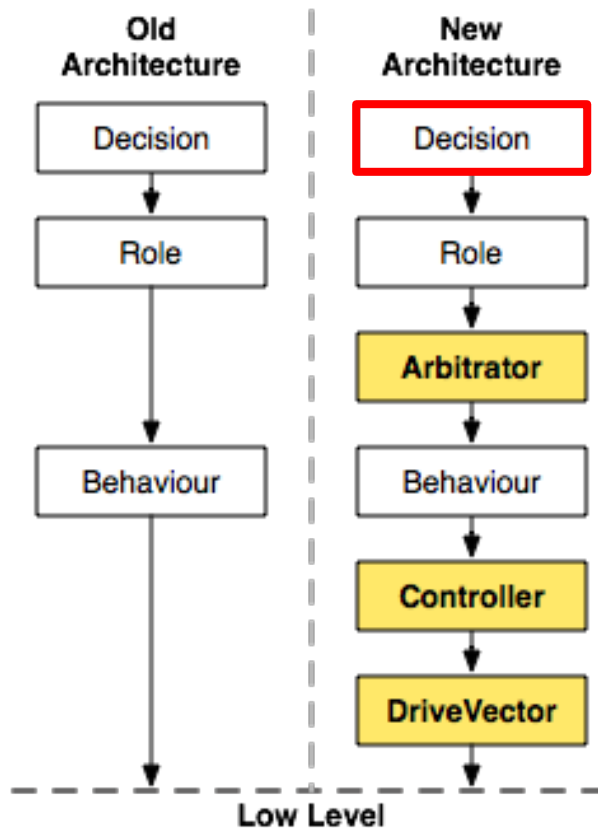 Old
Architecture
Decision
Role
Behaviour
New
Architecture
Decision
Role
Arbitrator
Behaviour
Controller
DriveVector
Low Level